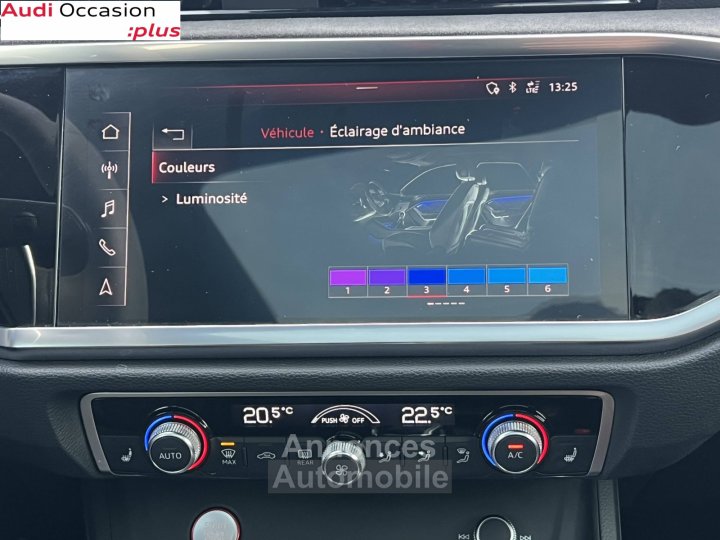 Audi Occasion
:plus
LTE 13:25
Véhicule · Éclairage d'ambiance
Couleurs
> Luminosité
1 2 3 4 5 6
20.5°C PUSH OFF 22.5°C
AUTO MAX REAR A/C
Annonces
Automobile